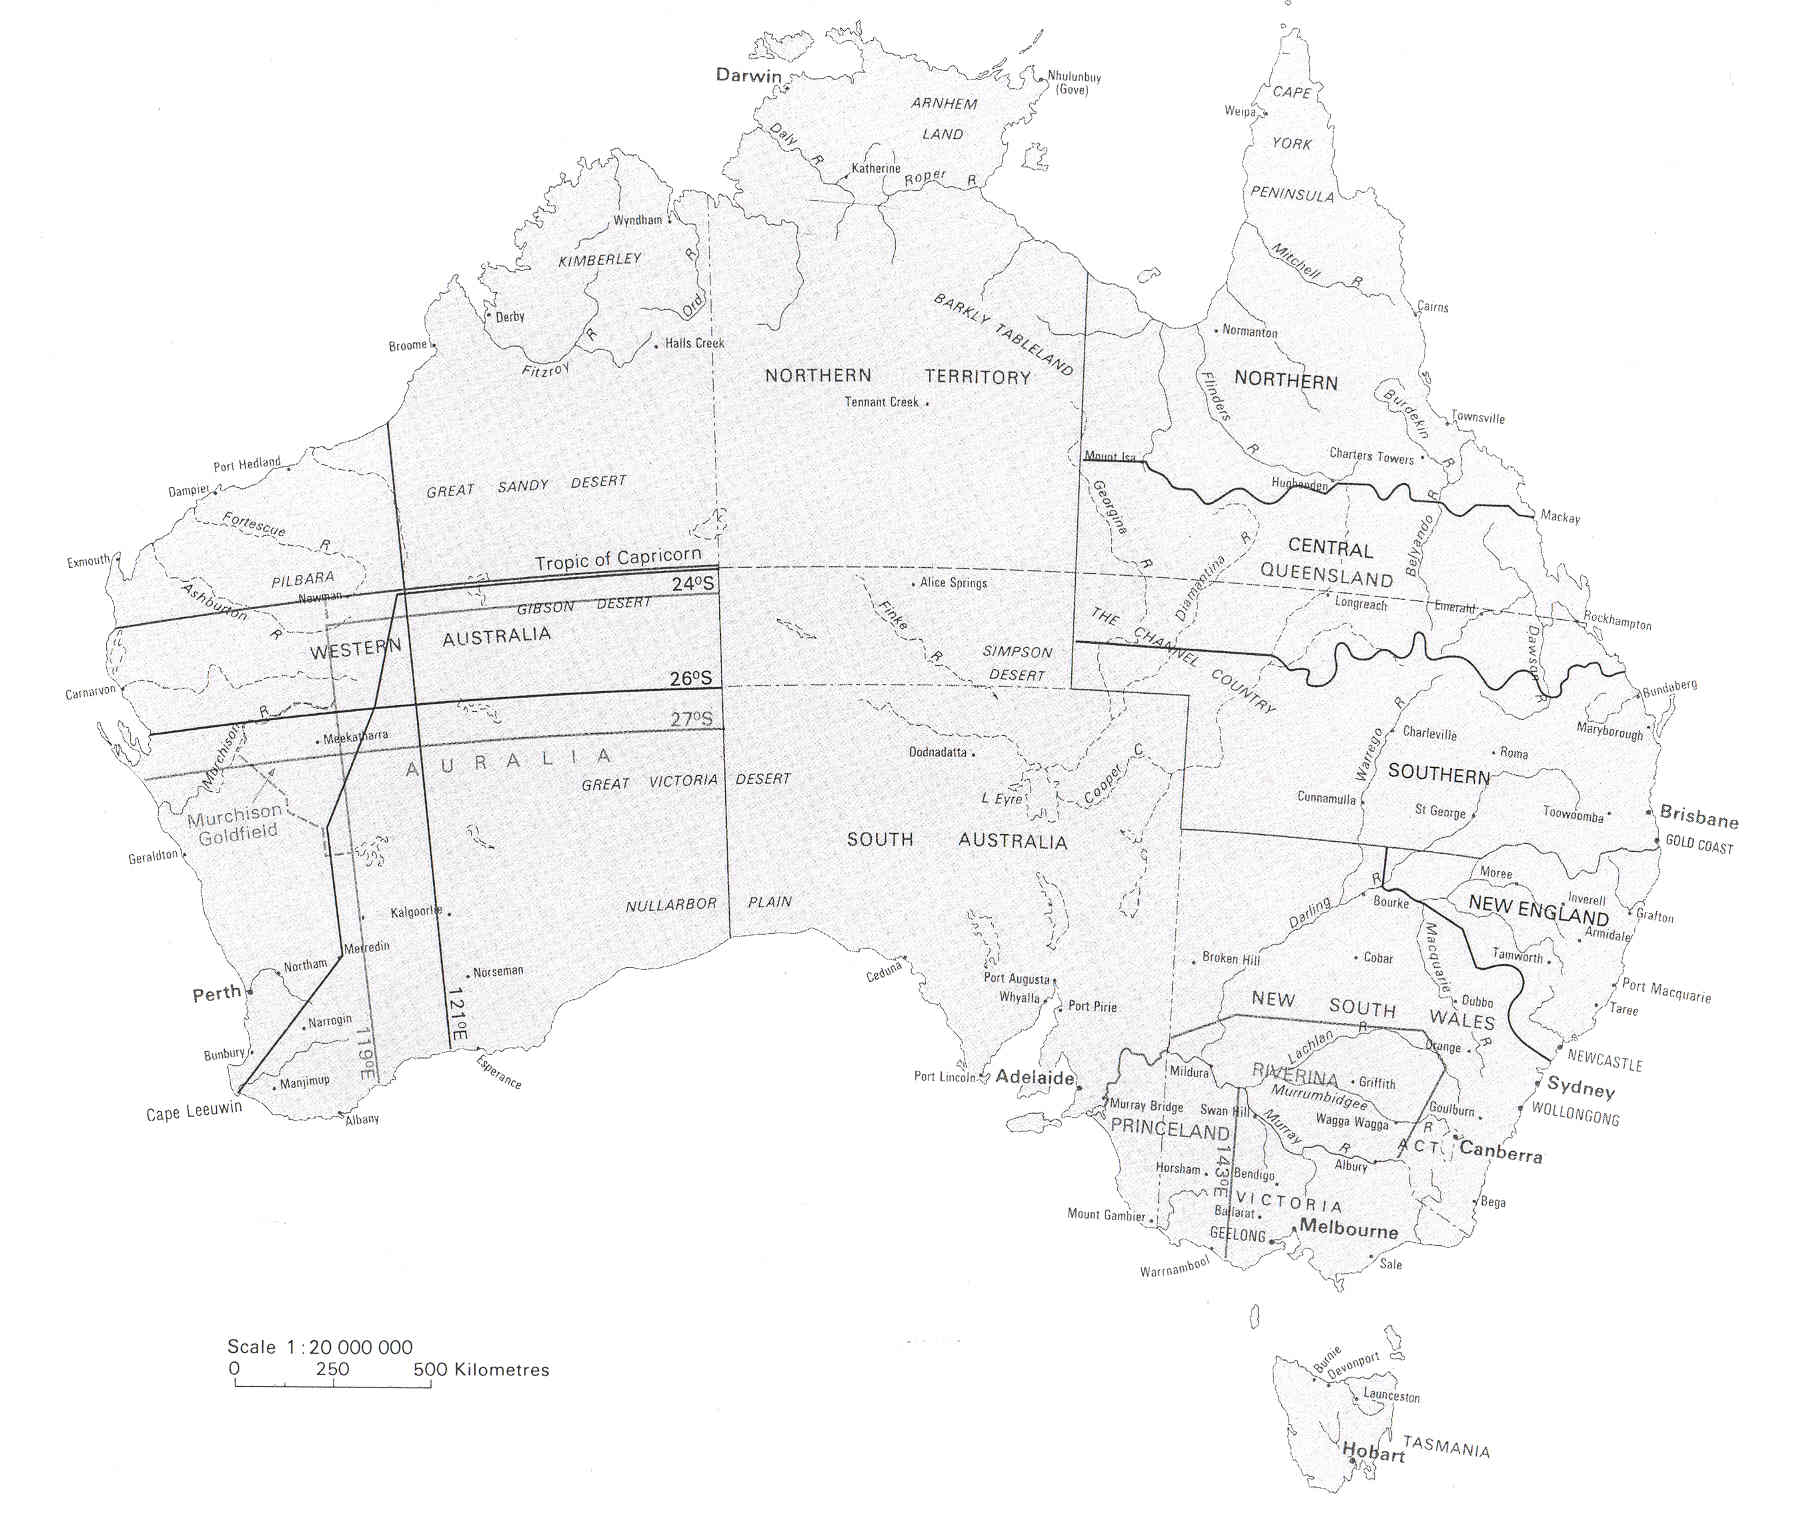 Darwin
Nhulunbuy
(Gove)
ARNHEM
LAND
Daly R
Katherine
Roper R
CAPE
Weipa
YORK
PENINSULA
Wyndham
KIMBERLEY
R
Ord
Mitchell R
Derby
Cairns
Broome
Halls Creek
R
Fitzroy
BARKLY TABLELAND
Normanton
NORTHERN TERRITORY
NORTHERN
Tennant Creek
Flinders R
Burdekin R
Townsville
Port Hedland
Charters Towers
Mount Isa
Dampier
GREAT SANDY DESERT
Hughenden
Georgina R
Mackay
Fortescue R
Belyando R
Exmouth
Tropic of Capricorn
CENTRAL
QUEENSLAND
PILBARA
Newman
24ºS
Alice Springs
Diamantina R
Ashburton R
GIBSON DESERT
Finke R
Longreach
Emerald
Rockhampton
THE CHANNEL COUNTRY
WESTERN AUSTRALIA
SIMPSON
DESERT
Dawson R
Carnarvon
26ºS
Bundaberg
Murchison R
27ºS
Meekatharra
Maryborough
Charleville
Roma
Warrego R
Dodnadatta
AURALIA
GREAT VICTORIA DESERT
Cooper C
SOUTHERN
L Eyre
Cunnamulla
St George
Toowoomba
Brisbane
Murchison
Goldfield
SOUTH AUSTRALIA
GOLD COAST
Geraldton
Moree
Inverell
NULLARBOR PLAIN
Kalgoorlie
Darling R
Bourke
NEW ENGLAND
Grafton
Armidale
Merredin
Macquarie R
Tamworth
Northam
Norseman
Ceduna
Broken Hill
Cobar
Perth
Port Augusta
Whyalla
Port Pirie
Port Macquarie
Dubbo
Taree
Narrogin
121ºE
119ºE
NEW SOUTH WALES
Bunbury
Orange
NEWCASTLE
Lachlan R
Esperance
Manjimup
Port Lincoln
Adelaide
Mildura
RIVERINA
Griffith
Sydney
Cape Leeuwin
Albany
Murray Bridge
Swan Hill
Murrumbidgee R
Goulburn
WOLLONGONG
PRINCELAND
Murray R
Wagga Wagga
ACT
Canberra
143ºE
Albury
Horsham
Bendigo
VICTORIA
Bega
Mount Gambier
Ballarat
GEELONG
Melbourne
Warrnambool
Sale
Scale 1:20 000 000
0 250 500 Kilometres
Burnie
Devonport
Launceston
Hobart
TASMANIA